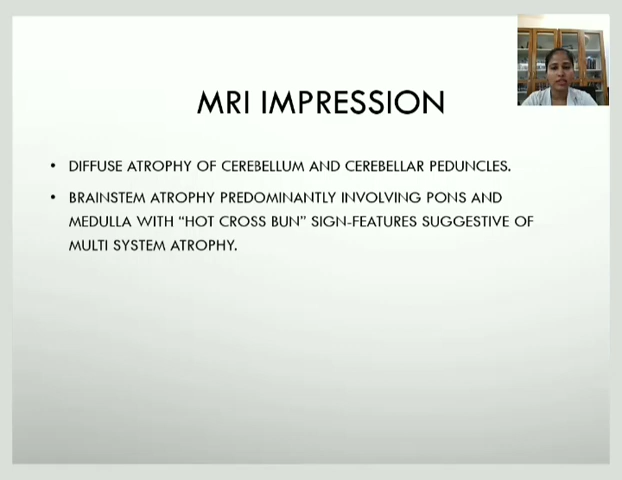 MRI IMPRESSION
• DIFFUSE ATROPHY OF CEREBELLUM AND CEREBELLAR PEDUNCLES.
• BRAINSTEM ATROPHY PREDOMINANTLY INVOLVING PONS AND
MEDULLA WITH “HOT CROSS BUN” SIGN-FEATURES SUGGESTIVE OF
MULTI SYSTEM ATROPHY.